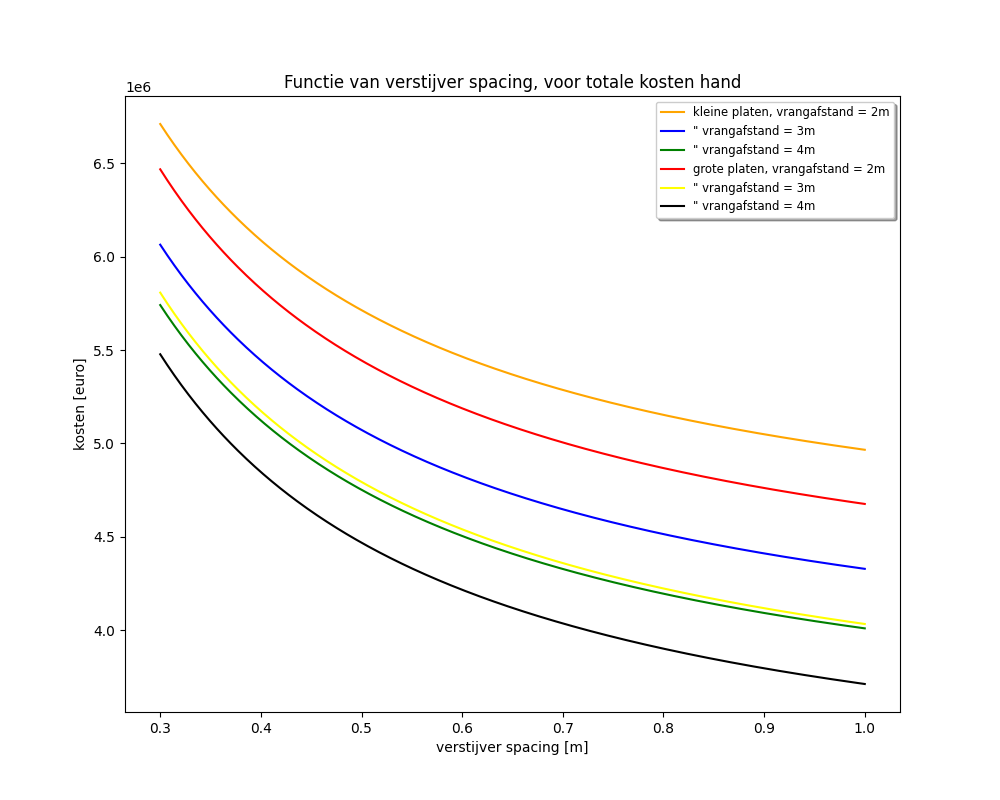 Functie van verstijver spacing, voor totale kosten hand
1e6
kleine platen, vrangafstand = 2m
" vrangafstand = 3m
" vrangafstand = 4m
grote platen, vrangafstand = 2m
" vrangafstand = 3m
" vrangafstand = 4m
6.5
6.0
5.5
5.0
4.5
4.0
kosten [euro]
0.3 0.4 0.5 0.6 0.7 0.8 0.9 1.0
verstijver spacing [m]